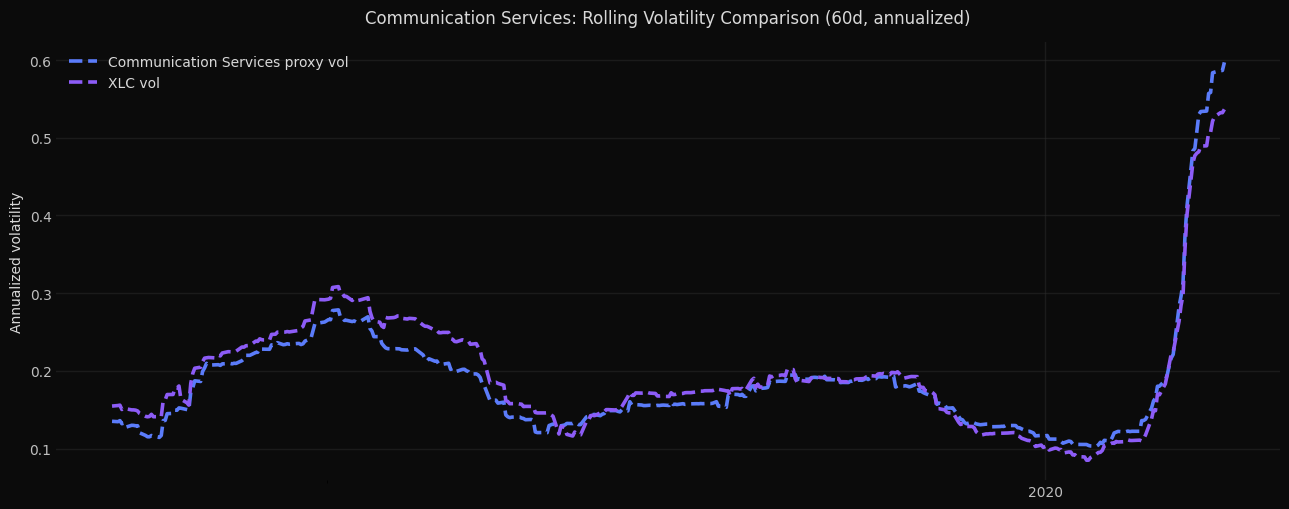 Communication Services: Rolling Volatility Comparison (60d, annualized)
Communication Services proxy vol
XLC vol
Annualized volatility
0.6
0.5
0.4
0.3
0.2
0.1
2020